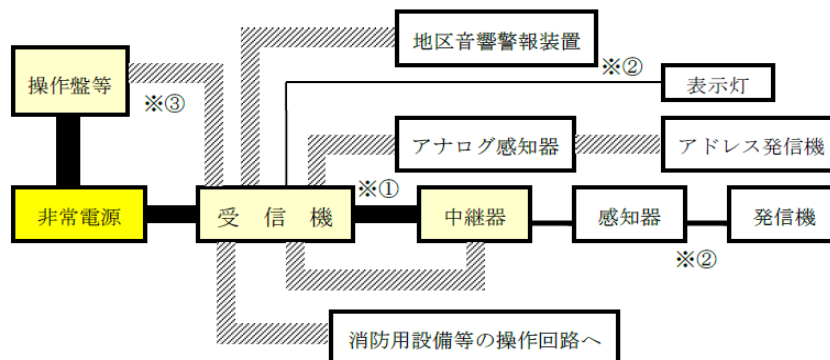 地区音響警報装置
※②
操作盤等
表示灯
※③
アナログ感知器
アドレス発信機
※①
非常電源
受信機
中継器
感知器
発信機
※②
消防用設備等の操作回路へ